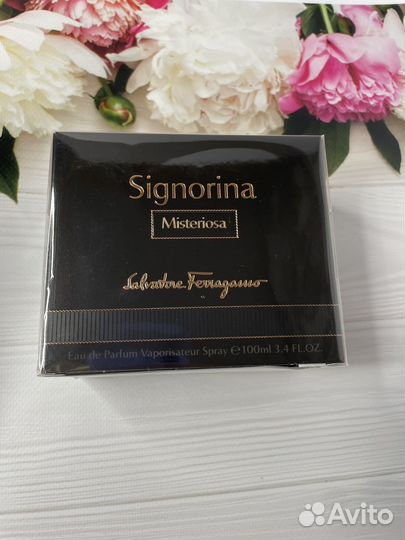 Signorina
Misteriosa
Salvatore Ferragamo
Eau de Parfum Vaporisateur Spray ℮100ml 3.4 FL.OZ.
Avito